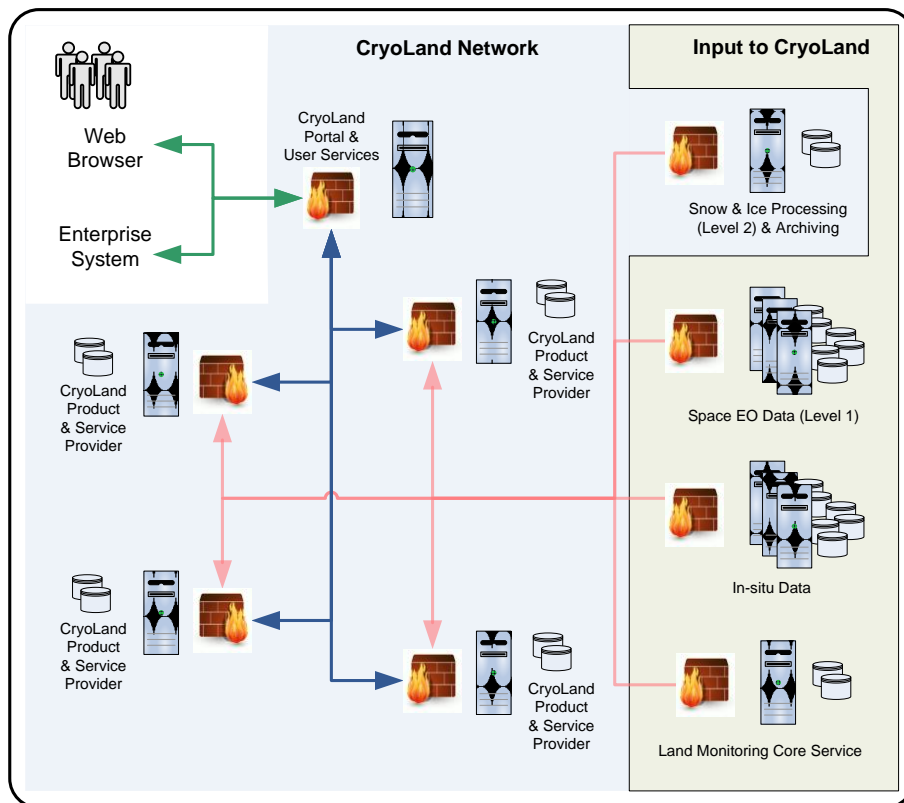 CryoLand Network
Input to CryoLand
Web
Browser
Enterprise
System
CryoLand
Portal &
User Services
Snow & Ice Processing
(Level 2) & Archiving
CryoLand
Product
& Service
Provider
CryoLand
Product
& Service
Provider
Space EO Data (Level 1)
In-situ Data
CryoLand
Product
& Service
Provider
CryoLand
Product
& Service
Provider
Land Monitoring Core Service